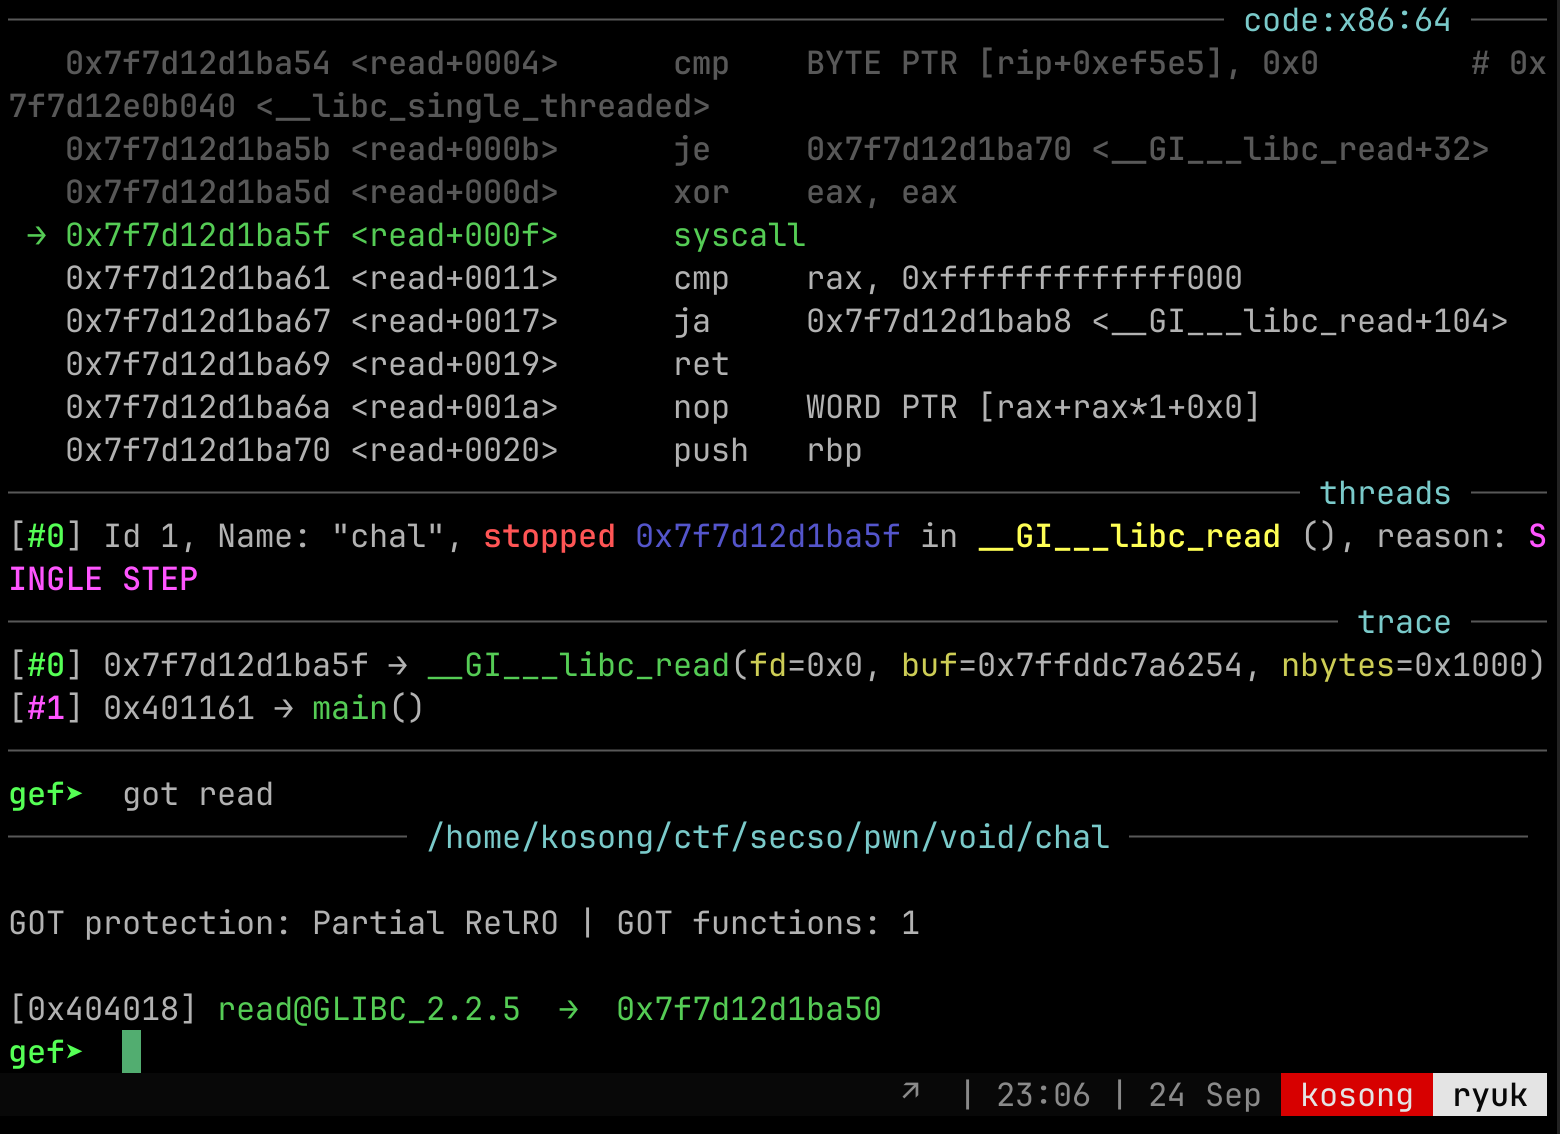 code:x86:64
0x7f7d12d1ba54 <read+0004> cmp BYTE PTR [rip+0xef5e5], 0x0 # 0x
7f7d12e0b040 <__libc_single_threaded>
0x7f7d12d1ba5b <read+000b> je 0x7f7d12d1ba70 <__GI___libc_read+32>
0x7f7d12d1ba5d <read+000d> xor eax, eax
→ 0x7f7d12d1ba5f <read+000f> syscall
0x7f7d12d1ba61 <read+0011> cmp rax, 0xfffffffffffff000
0x7f7d12d1ba67 <read+0017> ja 0x7f7d12d1bab8 <__GI___libc_read+104>
0x7f7d12d1ba69 <read+0019> ret
0x7f7d12d1ba6a <read+001a> nop WORD PTR [rax+rax*1+0x0]
0x7f7d12d1ba70 <read+0020> push rbp
threads
[#0] Id 1, Name: "chal", stopped 0x7f7d12d1ba5f in __GI___libc_read (), reason: S
INGLE STEP
trace
[#0] 0x7f7d12d1ba5f → __GI___libc_read(fd=0x0, buf=0x7ffddc7a6254, nbytes=0x1000)
[#1] 0x401161 → main()
gef➤ got read
/home/kosong/ctf/secso/pwn/void/chal
GOT protection: Partial RelRO | GOT functions: 1
[0x404018] read@GLIBC_2.2.5 → 0x7f7d12d1ba50
gef➤
↗ | 23:06 | 24 Sep kosong ryuk